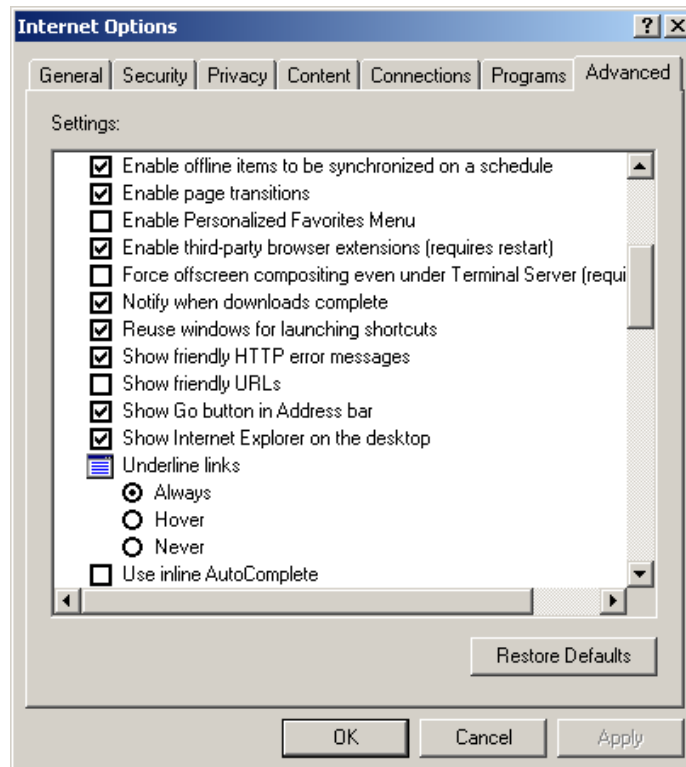 Internet Options
General Security Privacy Content Connections Programs Advanced
Settings:
Enable offline items to be synchronized on a schedule
Enable page transitions
Enable Personalized Favorites Menu
Enable third-party browser extensions (requires restart)
Force offscreen compositing even under Terminal Server (requi
Notify when downloads complete
Reuse windows for launching shortcuts
Show friendly HTTP error messages
Show friendly URLs
Show Go button in Address bar
Show Internet Explorer on the desktop
Underline links
Always
Hover
Never
Use inline AutoComplete
Restore Defaults
OK Cancel Apply